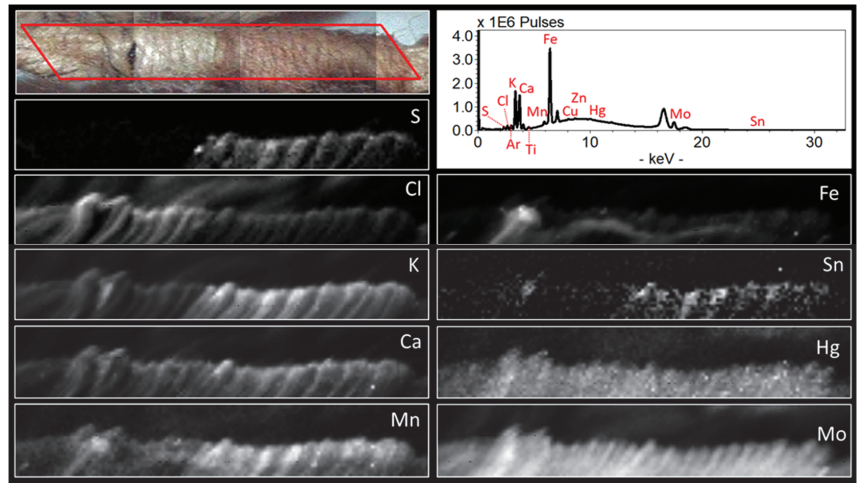 x 1E6 Pulses
4.0
3.0
2.0
1.0
0.0
Fe
K
Ca
S
Cl
Mn
Zn
Cu
Hg
Mo
Sn
Ar
Ti
0
10
20
30
- keV -
S
Cl
Fe
K
Sn
Ca
Hg
Mn
Mo